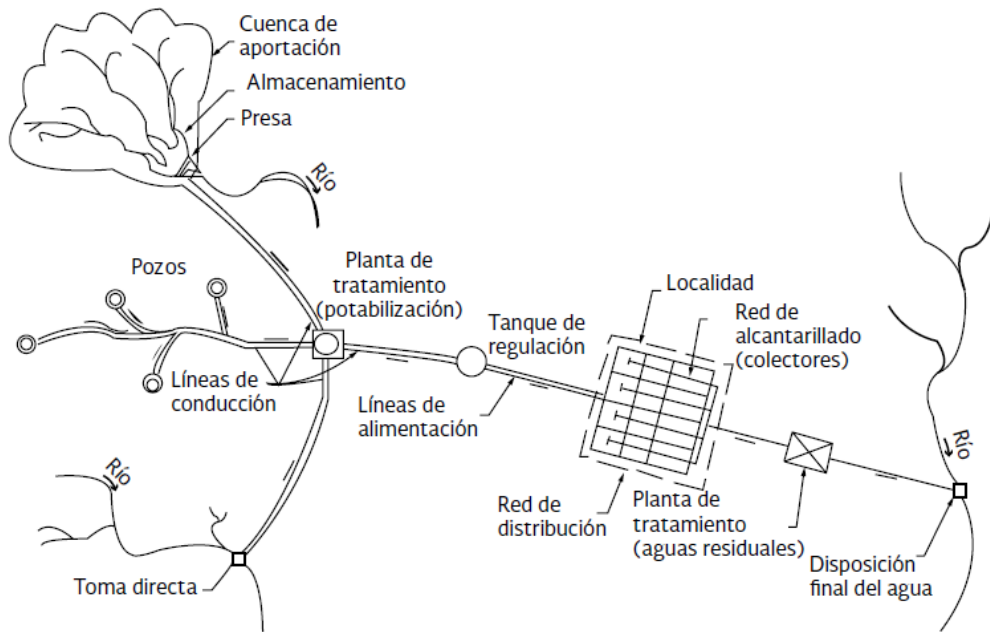 Cuenca de
aportación
Almacenamiento
Presa
Río
Pozos
Planta de
tratamiento
(potabilización)
Líneas de
conducción
Río
Toma directa
Tanque de
regulación
Líneas de
alimentación
Localidad
Red de
alcantarillado
(colectores)
Red de
distribución
Planta de
tratamiento
(aguas residuales)
Río
Disposición
final del agua